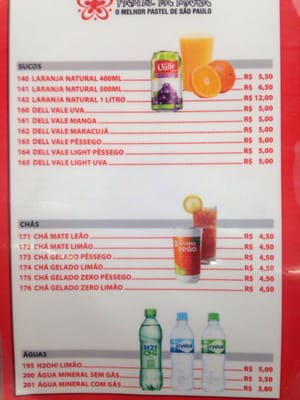 O MELHOR PASTEL DE SÃO PAULO
SUCOS
140 LARANJA NATURAL 400ML R$ 5,50
141 LARANJA NATURAL 500ML R$ 6,50
142 LARANJA NATURAL 1 LITRO R$ 12,00
160 DELL VALE UVA R$ 5,00
161 DELL VALE MANGA R$ 5,00
162 DELL VALE MARACUJÁ R$ 5,00
163 DELL VALE PÊSSEGO R$ 5,00
164 DELL VALE LIGHT PÊSSEGO R$ 5,00
165 DELL VALE LIGHT UVA R$ 5,00
Valle
CHÁS
171 CHÁ MATE LEÃO R$ 4,50
172 CHÁ MATE LIMÃO R$ 4,50
173 CHÁ GELADO PÊSSEGO R$ 4,50
174 CHÁ GELADO LIMÃO R$ 4,50
175 CHÁ GELADO ZERO PÊSSEGO R$ 4,50
176 CHÁ GELADO ZERO LIMÃO R$ 4,50
leão
ÁGUAS
195 H2OH! LIMÃO R$ 5,00
200 ÁGUA MINERAL SEM GÁS R$ 3,50
201 ÁGUA MINERAL COM GÁS R$ 3,80
H2OH!
crystal
crystal